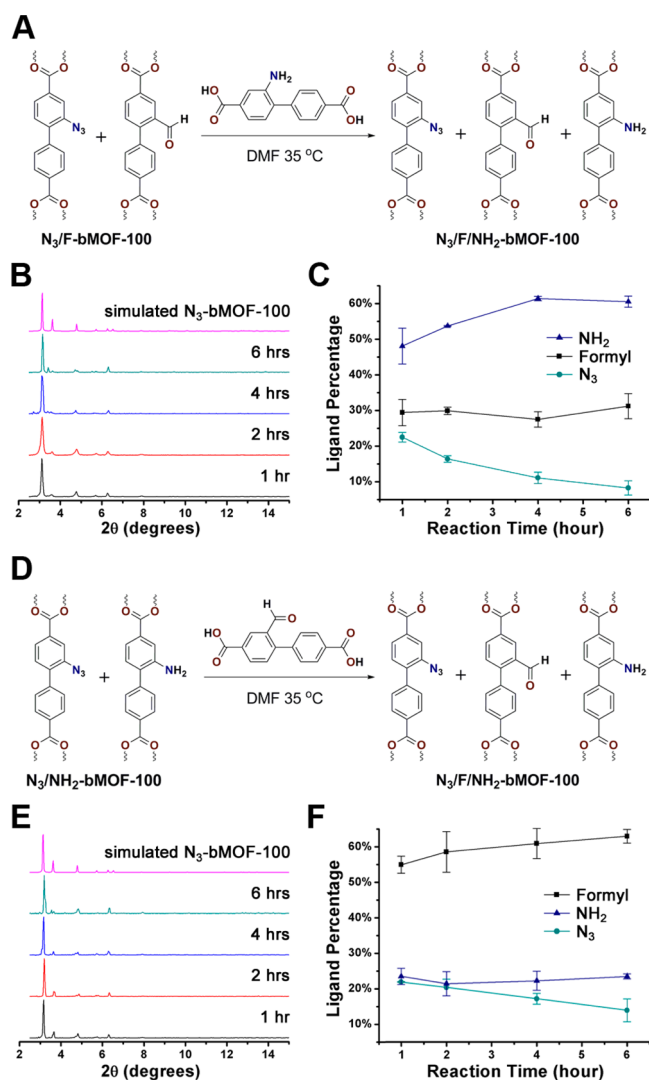 A
NH₂
HO
O
O
OH
N₃
+
H
O
DMF 35 °C
N₃
+
H
O
+
NH₂
N₃/F-bMOF-100
N₃/F/NH₂-bMOF-100
B
simulated N₃-bMOF-100
6 hrs
4 hrs
2 hrs
1 hr
2 4 6 8 10 12 14
2θ (degrees)
C
Ligand Percentage
60%
50%
40%
30%
20%
10%
NH₂
Formyl
N₃
1 2 3 4 5 6
Reaction Time (hour)
D
H
O
HO
O
O
OH
N₃
+
NH₂
DMF 35 °C
N₃
+
H
O
+
NH₂
N₃/NH₂-bMOF-100
N₃/F/NH₂-bMOF-100
E
simulated N₃-bMOF-100
6 hrs
4 hrs
2 hrs
1 hr
2 4 6 8 10 12 14
2θ (degrees)
F
Ligand Percentage
60%
50%
40%
30%
20%
10%
Formyl
NH₂
N₃
1 2 3 4 5 6
Reaction Time (hour)